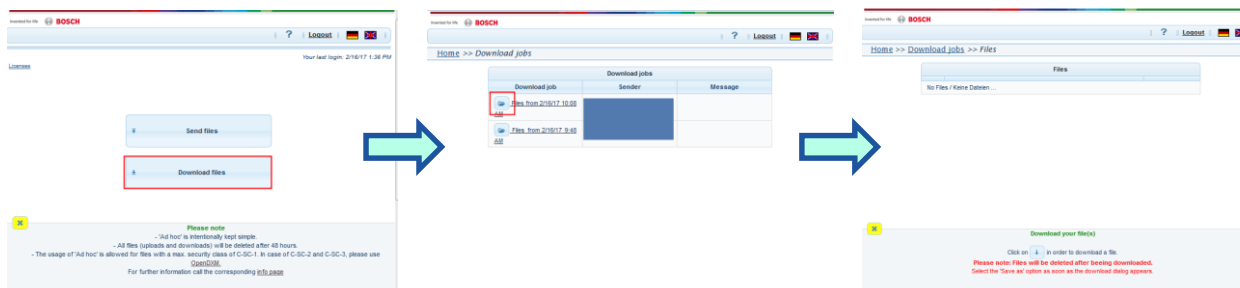 Invented for life BOSCH
? Logout
Your last login: 2/16/17 1:36 PM
Licenses
Send files
Download files
Please note
- 'Ad hoc' is intentionally kept simple.
- All files (uploads and downloads) will be deleted after 48 hours.
- The usage of 'Ad hoc' is allowed for files with a max. security class of C-SC-1. In case of C-SC-2 and C-SC-3, please use
OpenDXM.
For further information call the corresponding info page
Invented for life BOSCH
? Logout
Home >> Download jobs
Download jobs
Download job Sender Message
Files from 2/16/17 10:08
AM
Files from 2/16/17 9:48
AM
Invented for life BOSCH
? Logout
Home >> Download jobs >> Files
Files
No Files / Keine Dateien ...
Download your file(s)
Click on in order to download a file.
Please note: Files will be deleted after beeing downloaded.
Select the 'Save as' option as soon as the download dialog appears.